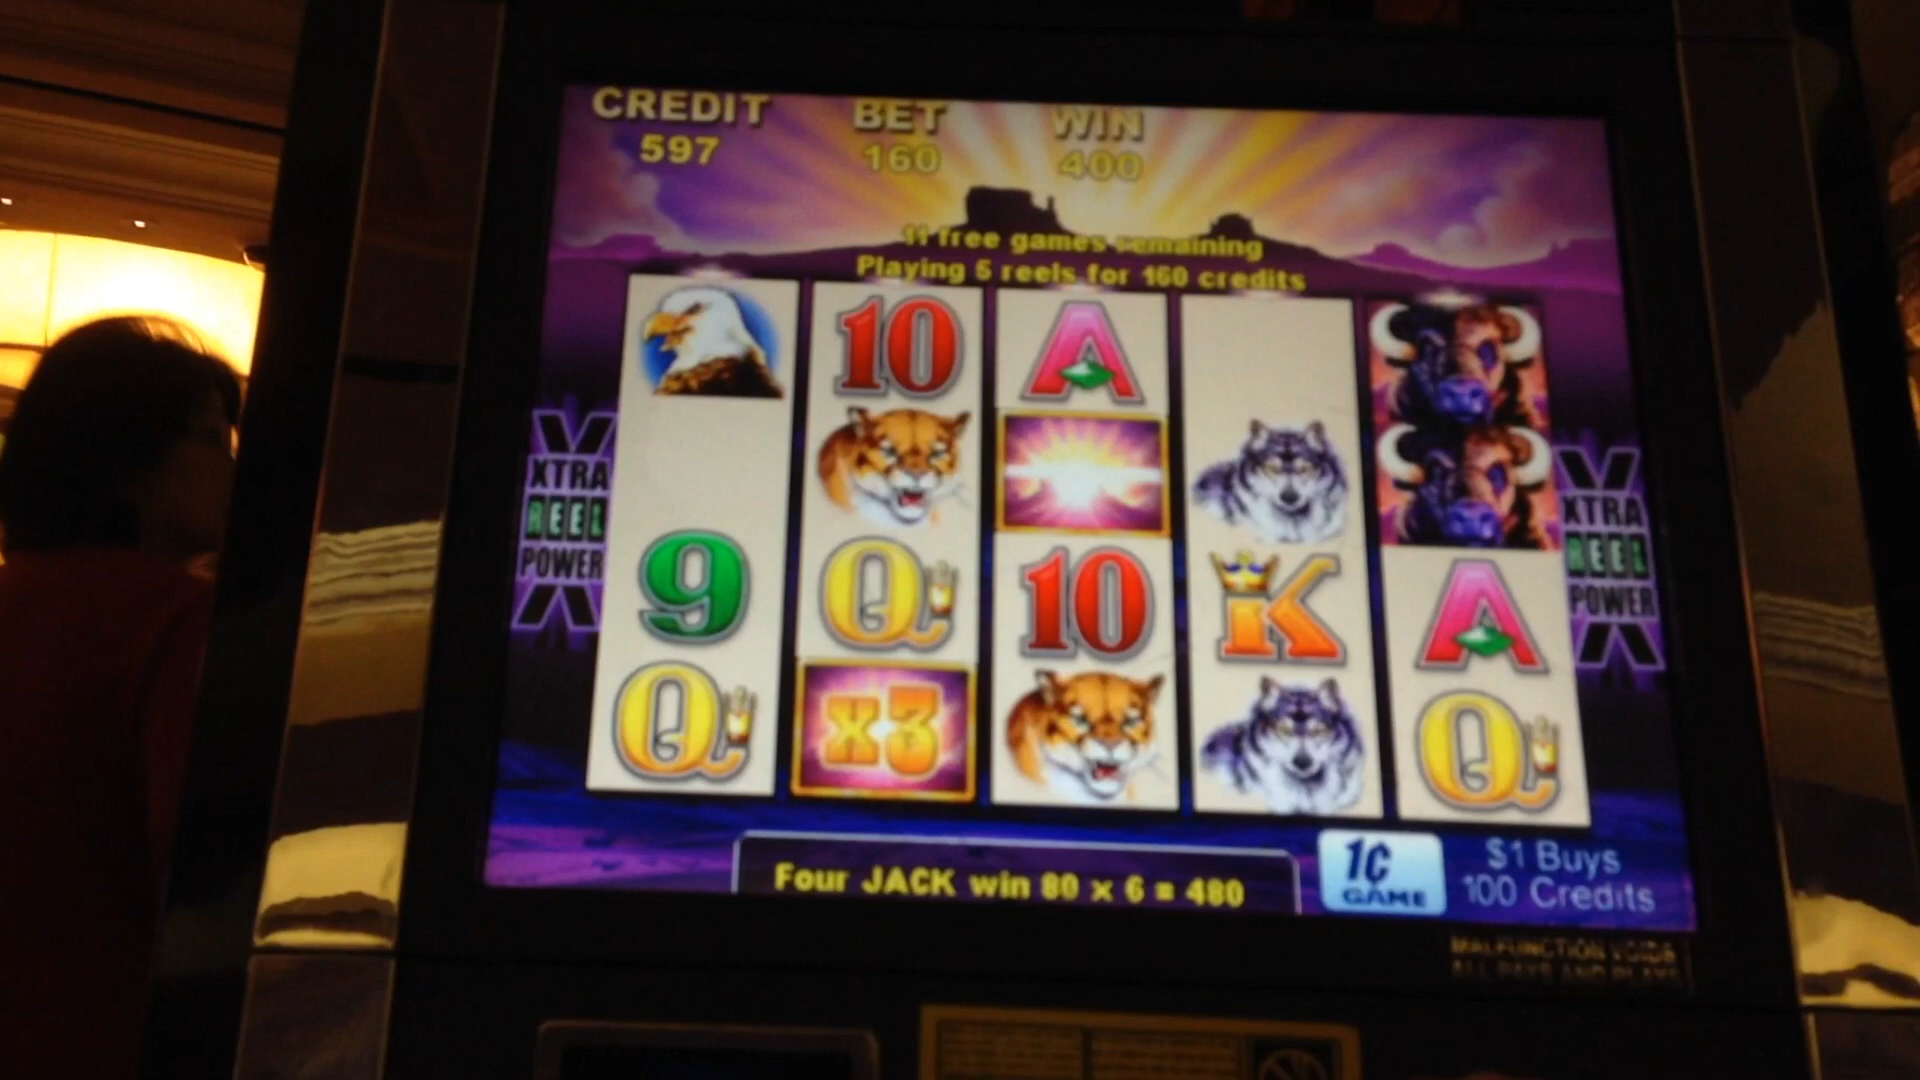 CREDIT BET WIN
597 160 400
11 free games remaining
Playing 5 reels for 160 credits
10 A
XTRA
REEL
POWER
X
XTRA
REEL
POWER
X
9 Q 10 K A
Q x3 Q
Four JACK win 80 x 6 = 480
1¢
GAME
$1 Buys
100 Credits
MALFUNCTION VOIDS
ALL PAYS AND PLAYS